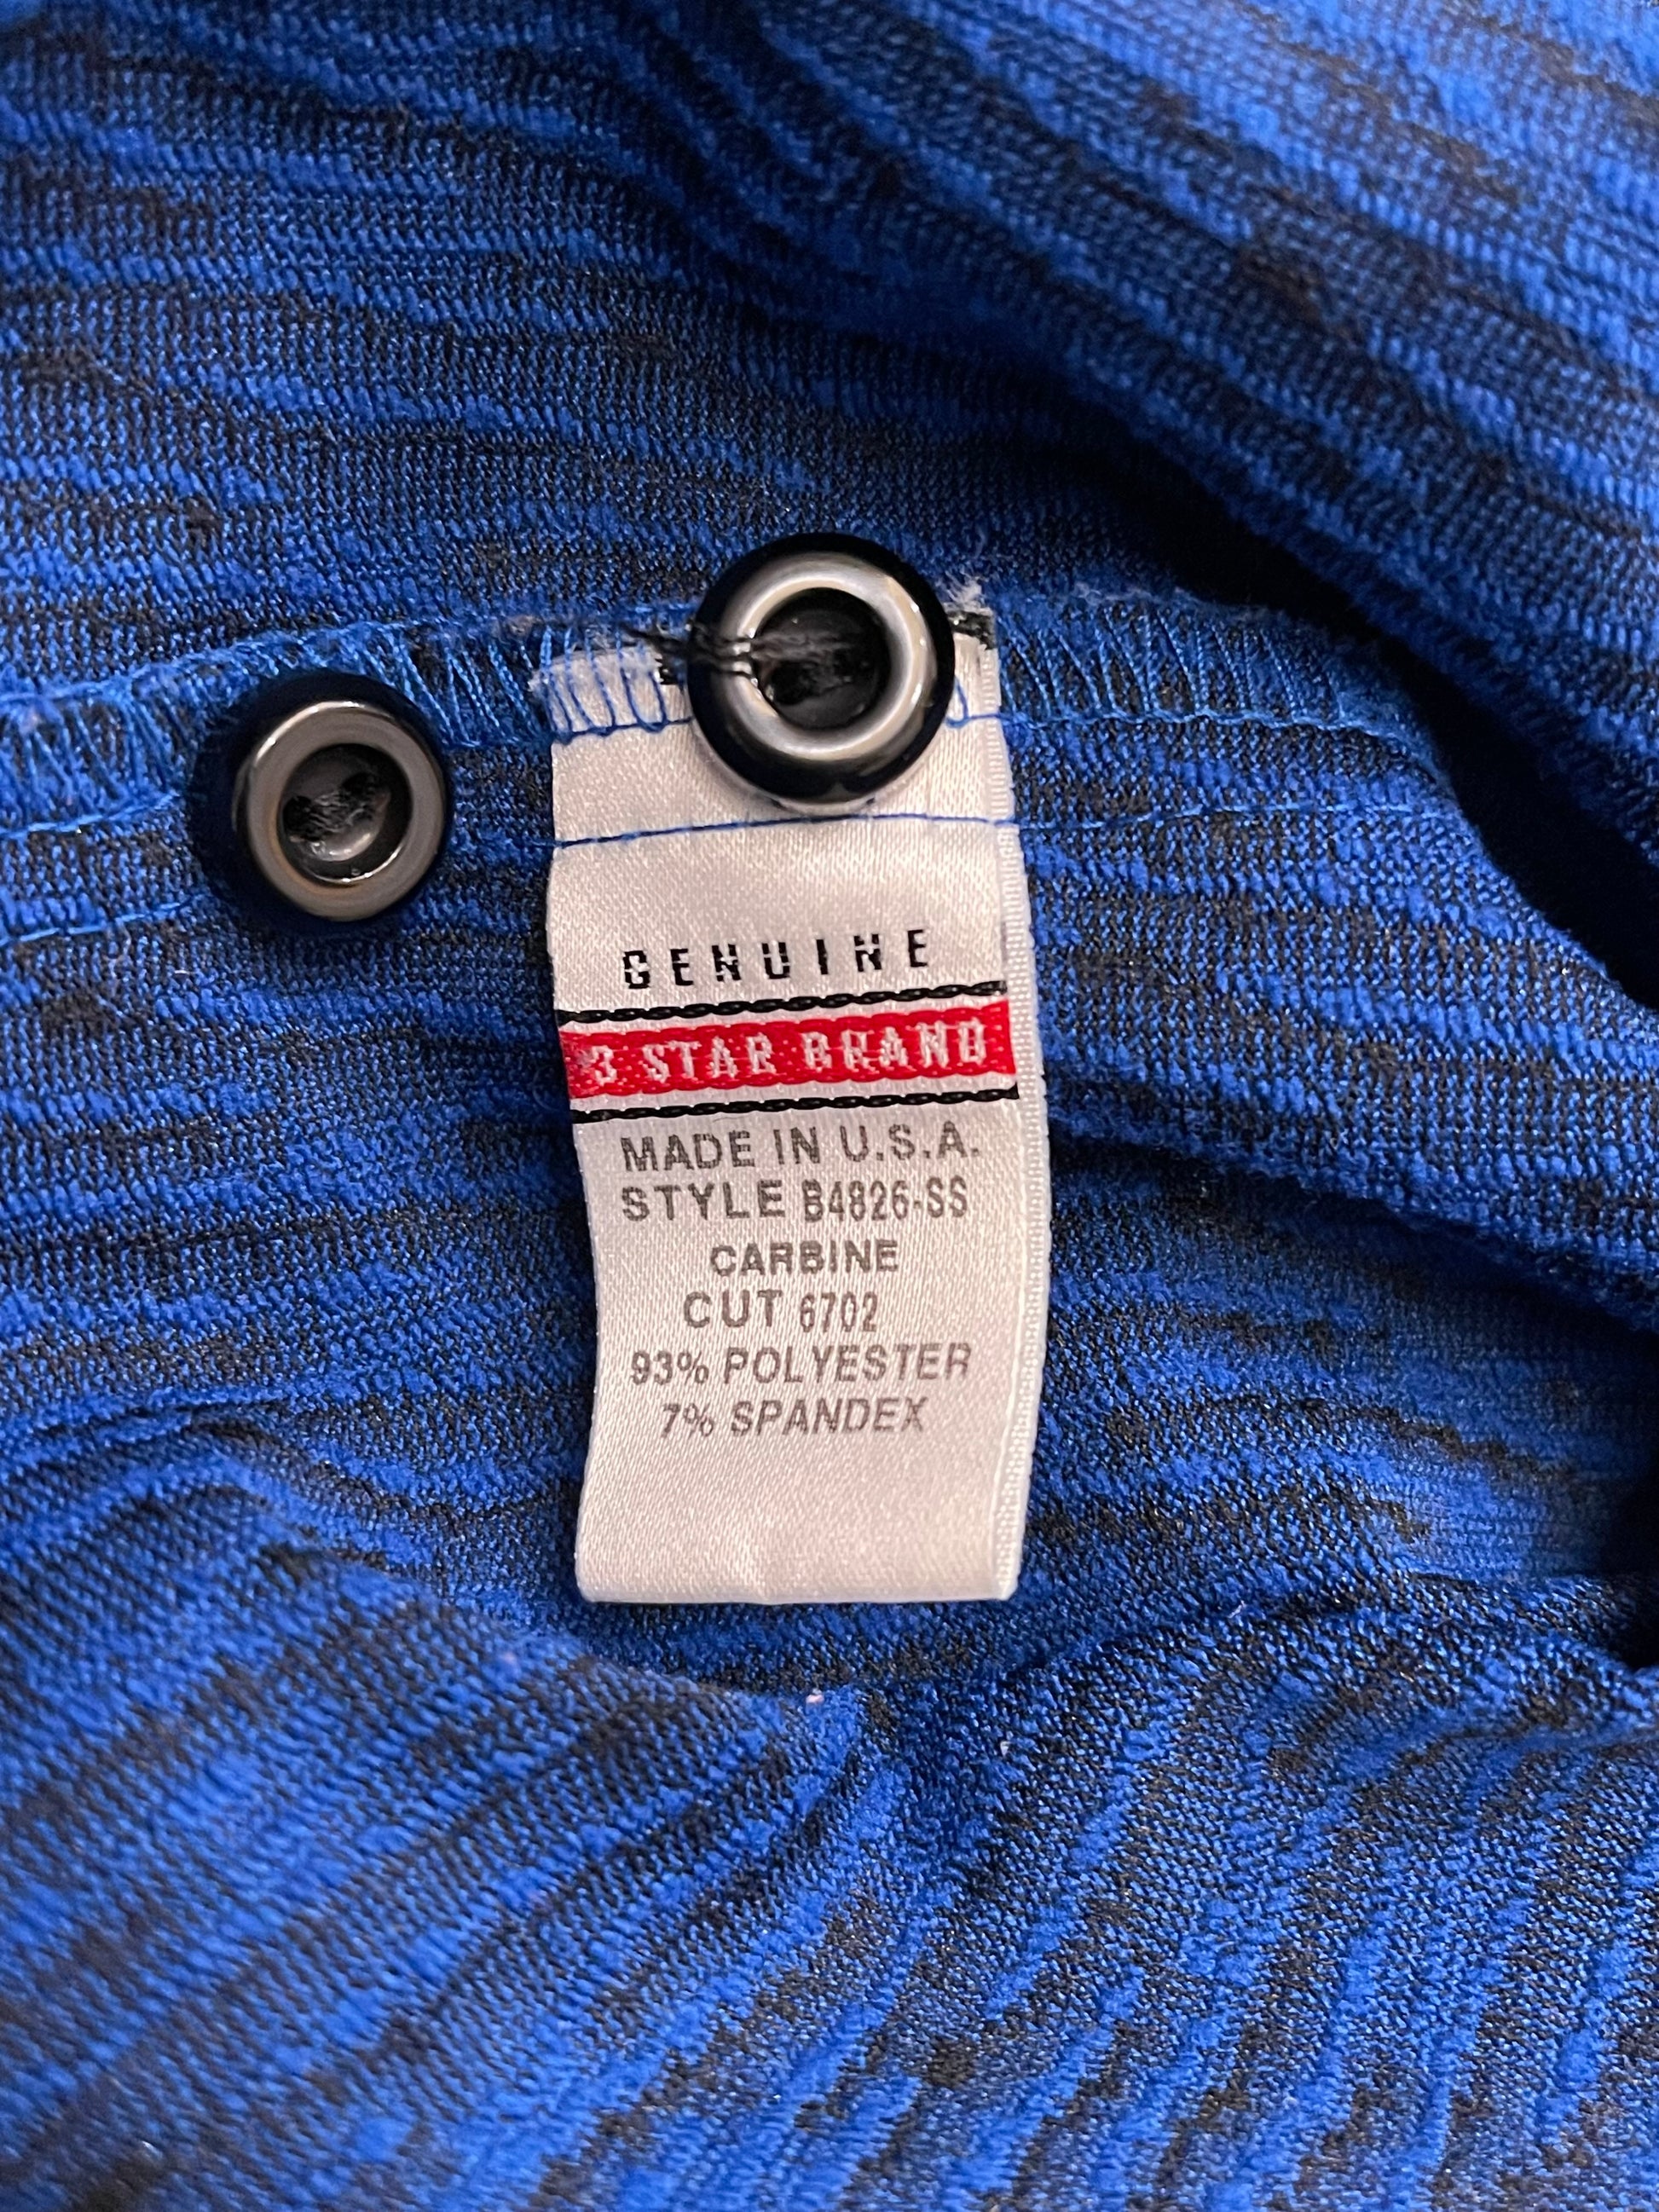 GENUINE
3 STAR BRAND
MADE IN U.S.A.
STYLE B4826-SS
CARBINE
CUT 6702
93% POLYESTER
7% SPANDEX